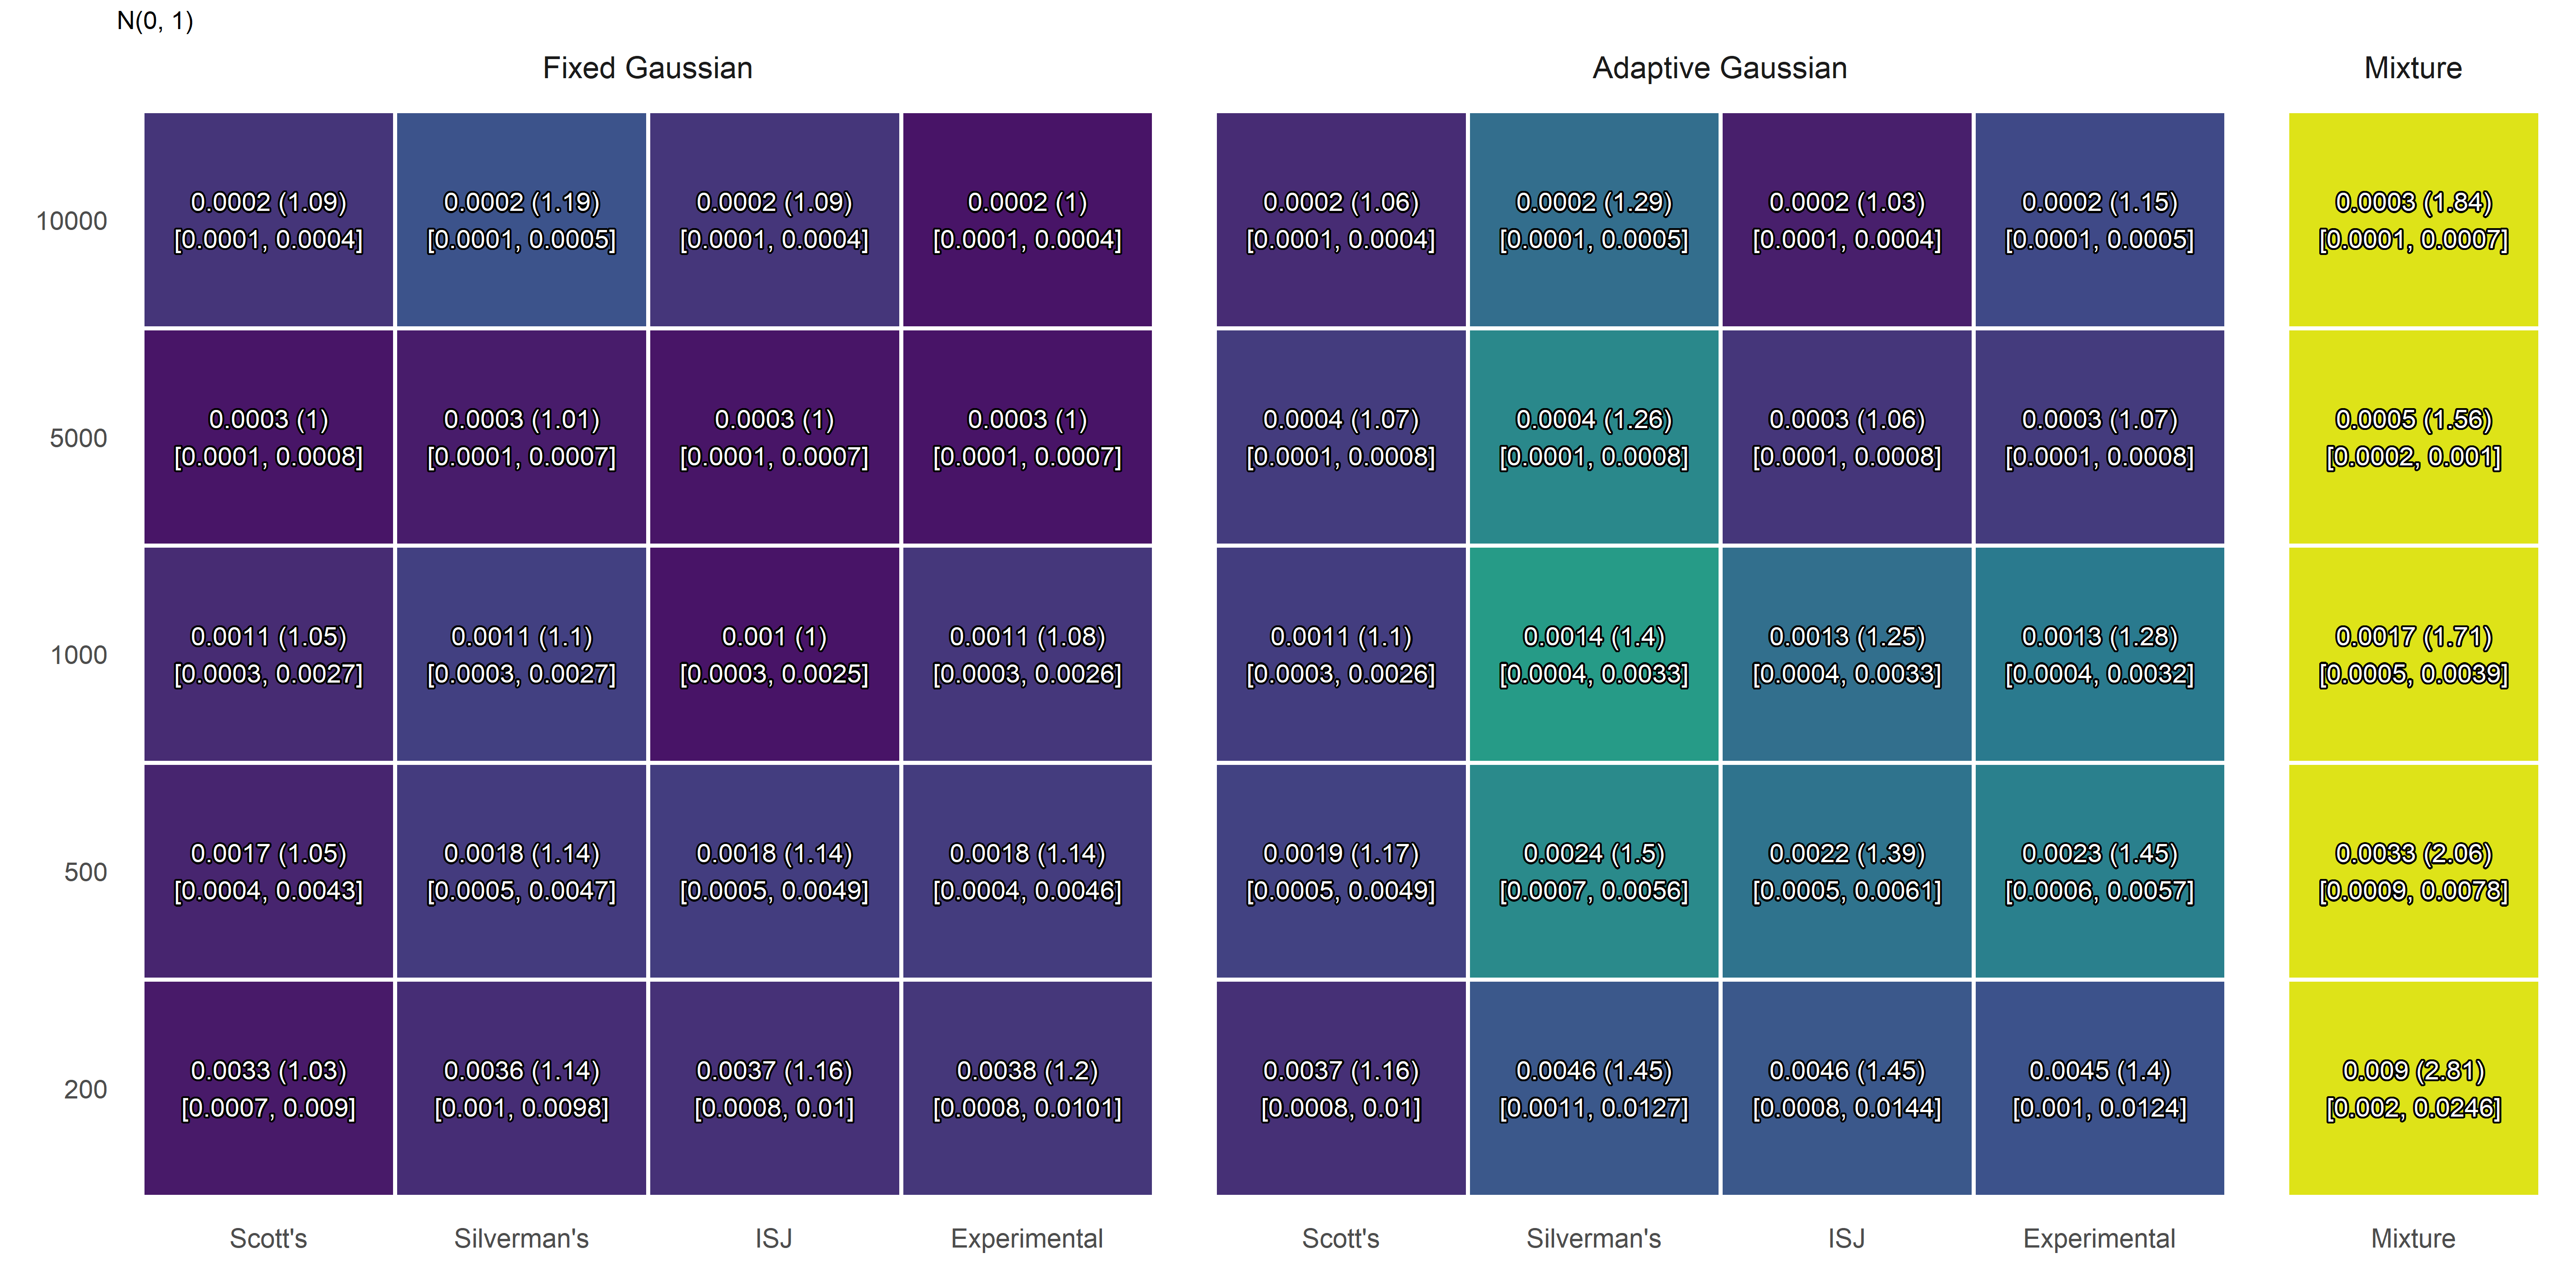 N(0, 1)
Fixed Gaussian Adaptive Gaussian Mixture
0.0002 (1.09) 0.0002 (1.19) 0.0002 (1.09) 0.0002 (1) 0.0002 (1.06) 0.0002 (1.29) 0.0002 (1.03) 0.0002 (1.15) 0.0003 (1.84)
10000
[0.0001, 0.0004] [0.0001, 0.0005] [0.0001, 0.0004] [0.0001, 0.0004] [0.0001, 0.0004] [0.0001, 0.0005] [0.0001, 0.0004] [0.0001, 0.0005] [0.0001, 0.0007]
0.0003 (1) 0.0003 (1.01) 0.0003 (1) 0.0003 (1) 0.0004 (1.07) 0.0004 (1.26) 0.0003 (1.06) 0.0003 (1.07) 0.0005 (1.56)
5000
[0.0001, 0.0008] [0.0001, 0.0007] [0.0001, 0.0007] [0.0001, 0.0007] [0.0001, 0.0008] [0.0001, 0.0008] [0.0001, 0.0008] [0.0001, 0.0008] [0.0002, 0.001]
0.0011 (1.05) 0.0011 (1.1) 0.001 (1) 0.0011 (1.08) 0.0011 (1.1) 0.0014 (1.4) 0.0013 (1.25) 0.0013 (1.28) 0.0017 (1.71)
1000
[0.0003, 0.0027] [0.0003, 0.0027] [0.0003, 0.0025] [0.0003, 0.0026] [0.0003, 0.0026] [0.0004, 0.0033] [0.0004, 0.0033] [0.0004, 0.0032] [0.0005, 0.0039]
0.0017 (1.05) 0.0018 (1.14) 0.0018 (1.14) 0.0018 (1.14) 0.0019 (1.17) 0.0024 (1.5) 0.0022 (1.39) 0.0023 (1.45) 0.0033 (2.06)
500
[0.0004, 0.0043] [0.0005, 0.0047] [0.0005, 0.0049] [0.0004, 0.0046] [0.0005, 0.0049] [0.0007, 0.0056] [0.0005, 0.0061] [0.0006, 0.0057] [0.0009, 0.0078]
0.0033 (1.03) 0.0036 (1.14) 0.0037 (1.16) 0.0038 (1.2) 0.0037 (1.16) 0.0046 (1.45) 0.0046 (1.45) 0.0045 (1.4) 0.009 (2.81)
200
[0.0007, 0.009] [0.001, 0.0098] [0.0008, 0.01] [0.0008, 0.0101] [0.0008, 0.01] [0.0011, 0.0127] [0.0008, 0.0144] [0.001, 0.0124] [0.002, 0.0246]
Scott's Silverman's ISJ Experimental Scott's Silverman's ISJ Experimental Mixture